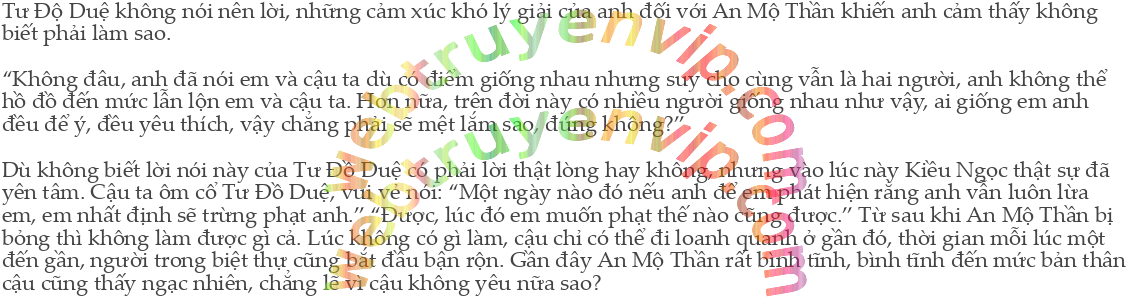 Tư Độ Duệ không nói nên lời, những cảm xúc khó lý giải của anh đối với An Mộ Thần khiến anh cảm thấy không
biết phải làm sao.
“Không đâu, anh đã nói em và cậu ta dù có điểm giống nhau nhưng suy cho cùng vẫn là hai người, anh không thể
hồ đồ đến mức lẫn lộn em và cậu ta. Hơn nữa, trên đời này có nhiều người giống nhau như vậy, ai giống em anh
đều để ý, đều yêu thích, vậy chẳng phải sẽ mệt lắm sao, đúng không?”
Dù không biết lời nói này của Tư Đồ Duệ có phải lời thật lòng hay không, nhưng vào lúc này Kiều Ngọc thật sự đã
yên tâm. Cậu ta ôm cổ Tư Đồ Duệ, vui vẻ nói: “Một ngày nào đó nếu anh để em phát hiện rằng anh vẫn luôn lừa
em, em nhất định sẽ trừng phạt anh.” “Được, lúc đó em muốn phạt thế nào cũng được.” Từ sau khi An Mộ Thần bị
bỏng thì không làm được gì cả. Lúc không có gì làm, cậu chỉ có thể đi loanh quanh ở gần đó, thời gian mỗi lúc một
đến gần, người trong biệt thự cũng bắt đầu bận rộn. Gần đây An Mộ Thần rất bình tĩnh, bình tĩnh đến mức bản thân
cậu cũng thấy ngạc nhiên, chẳng lẽ vì cậu không yêu nữa sao?
webtruyenvip.com
webtruyenvip.com